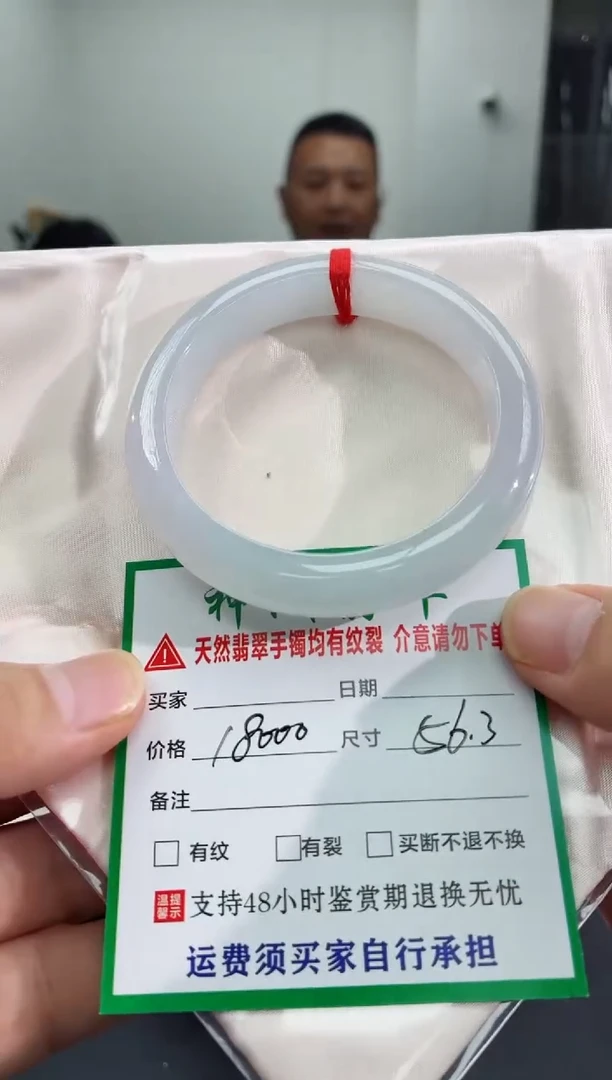 天然翡翠手镯均有纹裂 介意请勿下单
买家 日期
价格 18000 尺寸 56.3
备注
有纹 有裂 买断不退不换
温馨提示 支持48小时鉴赏期退换无忧
运费须买家自行承担